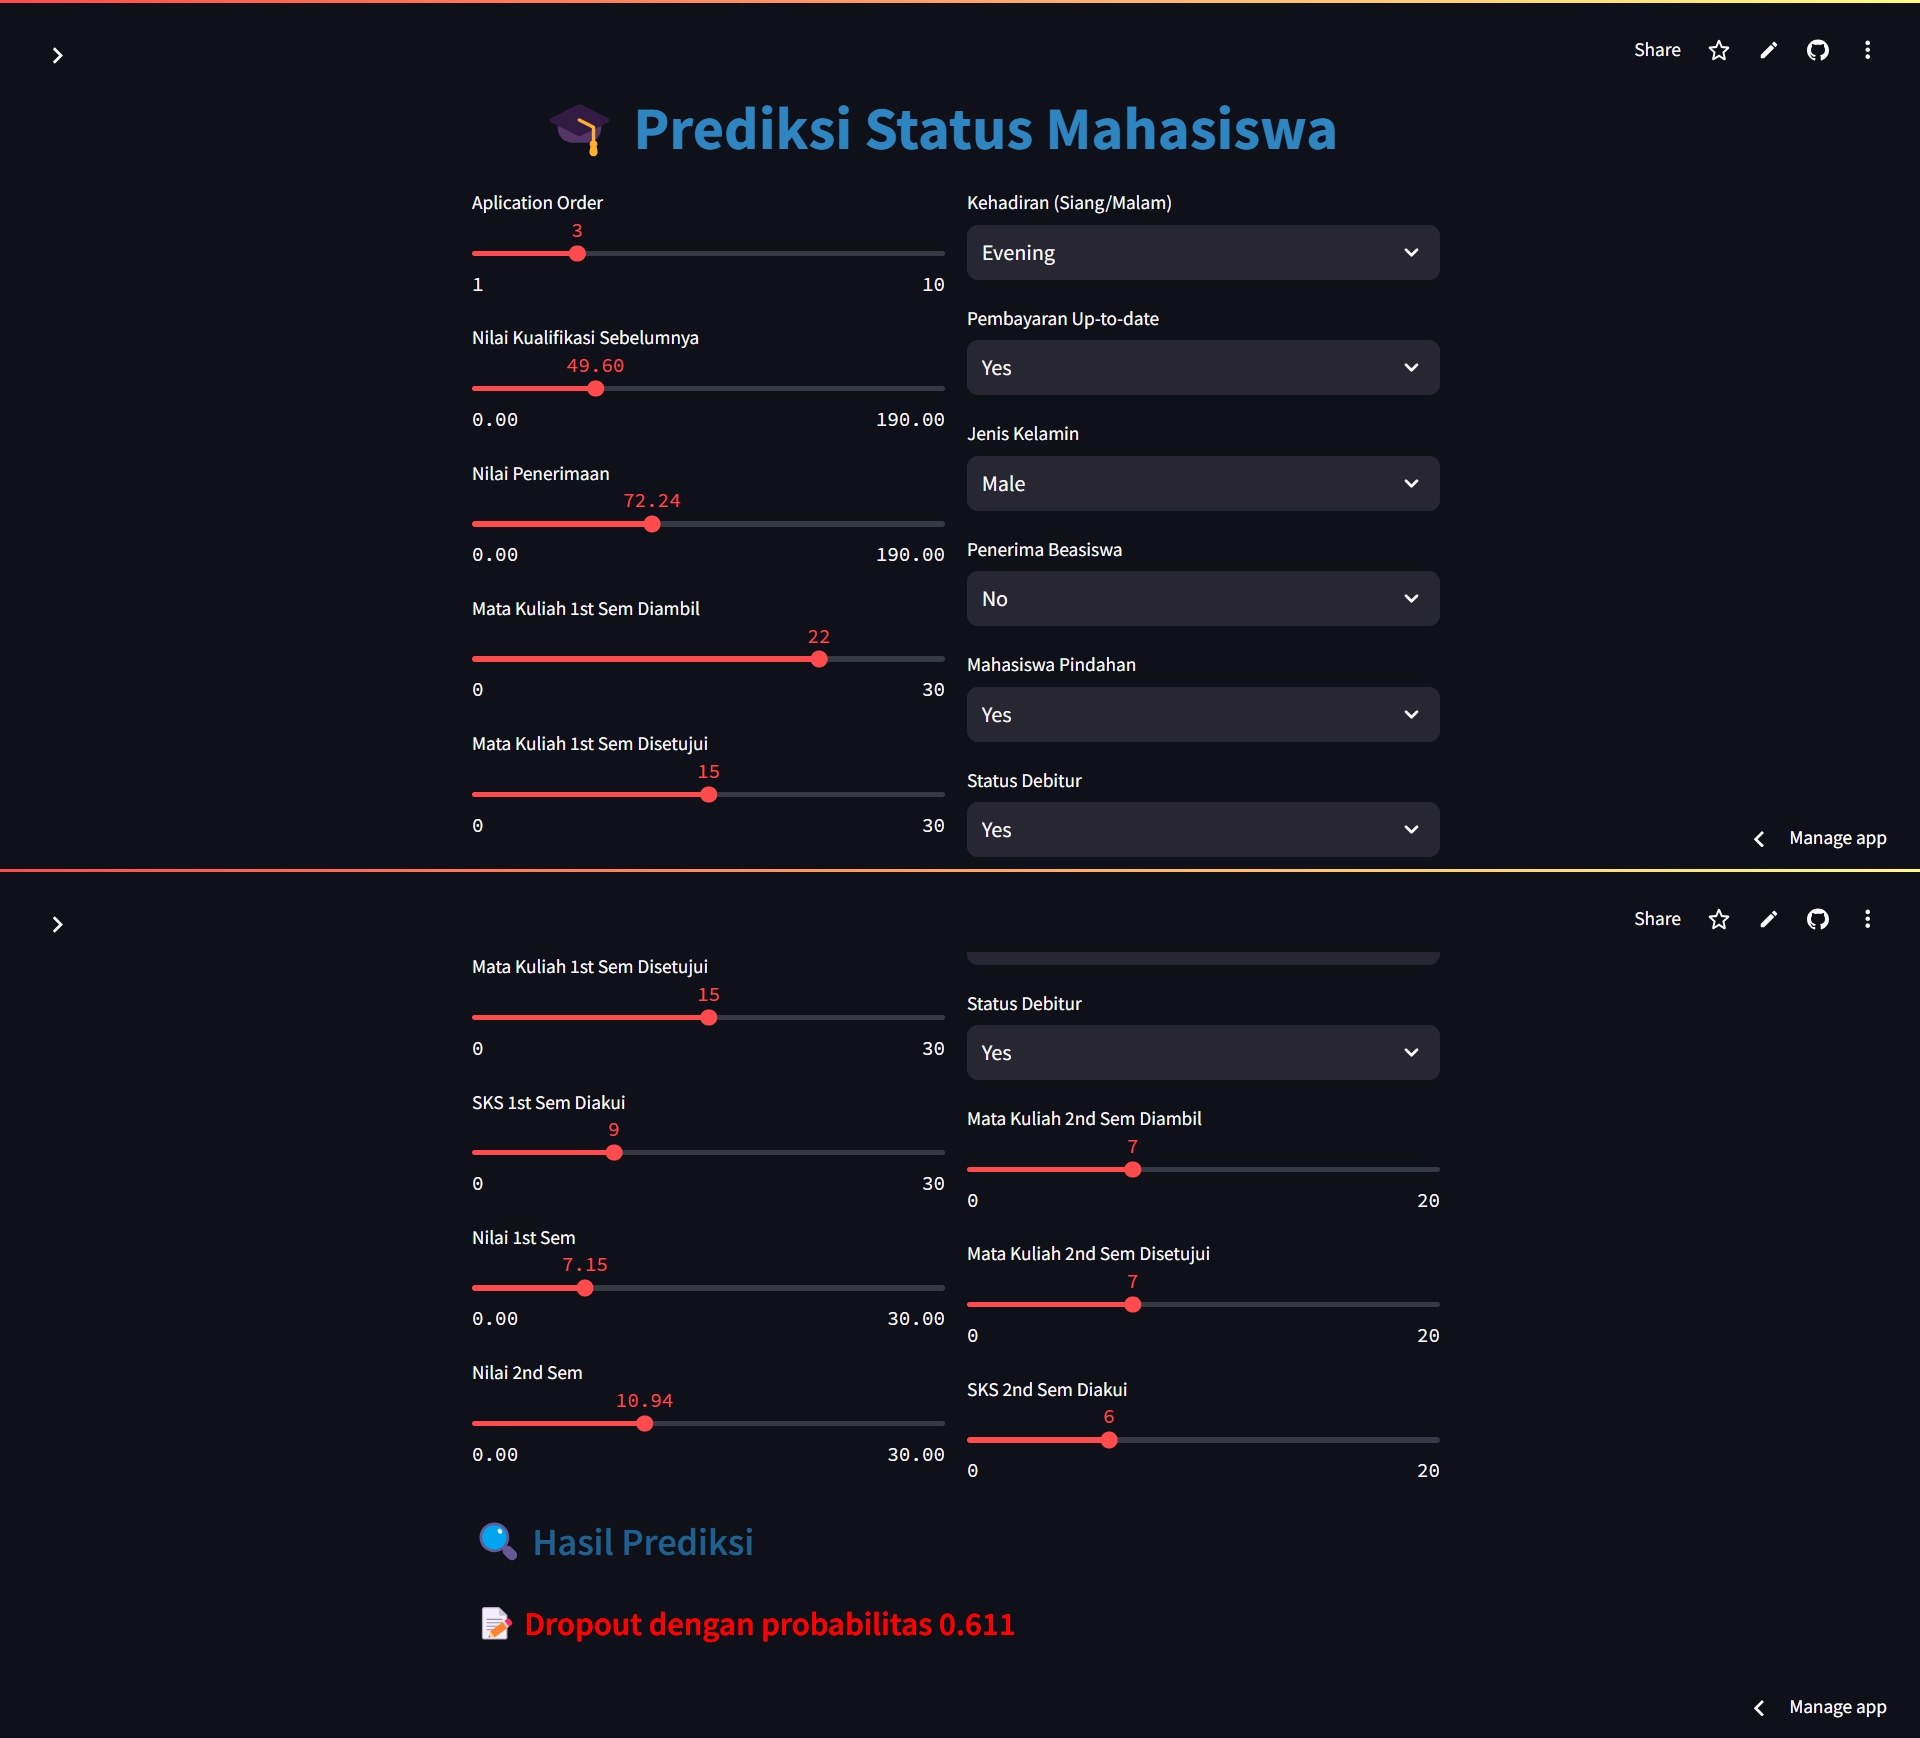 Share
Prediksi Status Mahasiswa
Aplication Order
3
1 10
Nilai Kualifikasi Sebelumnya
49.60
0.00 190.00
Nilai Penerimaan
72.24
0.00 190.00
Mata Kuliah 1st Sem Diambil
22
0 30
Mata Kuliah 1st Sem Disetujui
15
0 30
Kehadiran (Siang/Malam)
Evening
Pembayaran Up-to-date
Yes
Jenis Kelamin
Male
Penerima Beasiswa
No
Mahasiswa Pindahan
Yes
Status Debitur
Yes
Manage app
Share
Mata Kuliah 1st Sem Disetujui
15
0 30
SKS 1st Sem Diakui
9
0 30
Nilai 1st Sem
7.15
0.00 30.00
Nilai 2nd Sem
10.94
0.00 30.00
Status Debitur
Yes
Mata Kuliah 2nd Sem Diambil
7
0 20
Mata Kuliah 2nd Sem Disetujui
7
0 20
SKS 2nd Sem Diakui
6
0 20
Hasil Prediksi
Dropout dengan probabilitas 0.611
Manage app